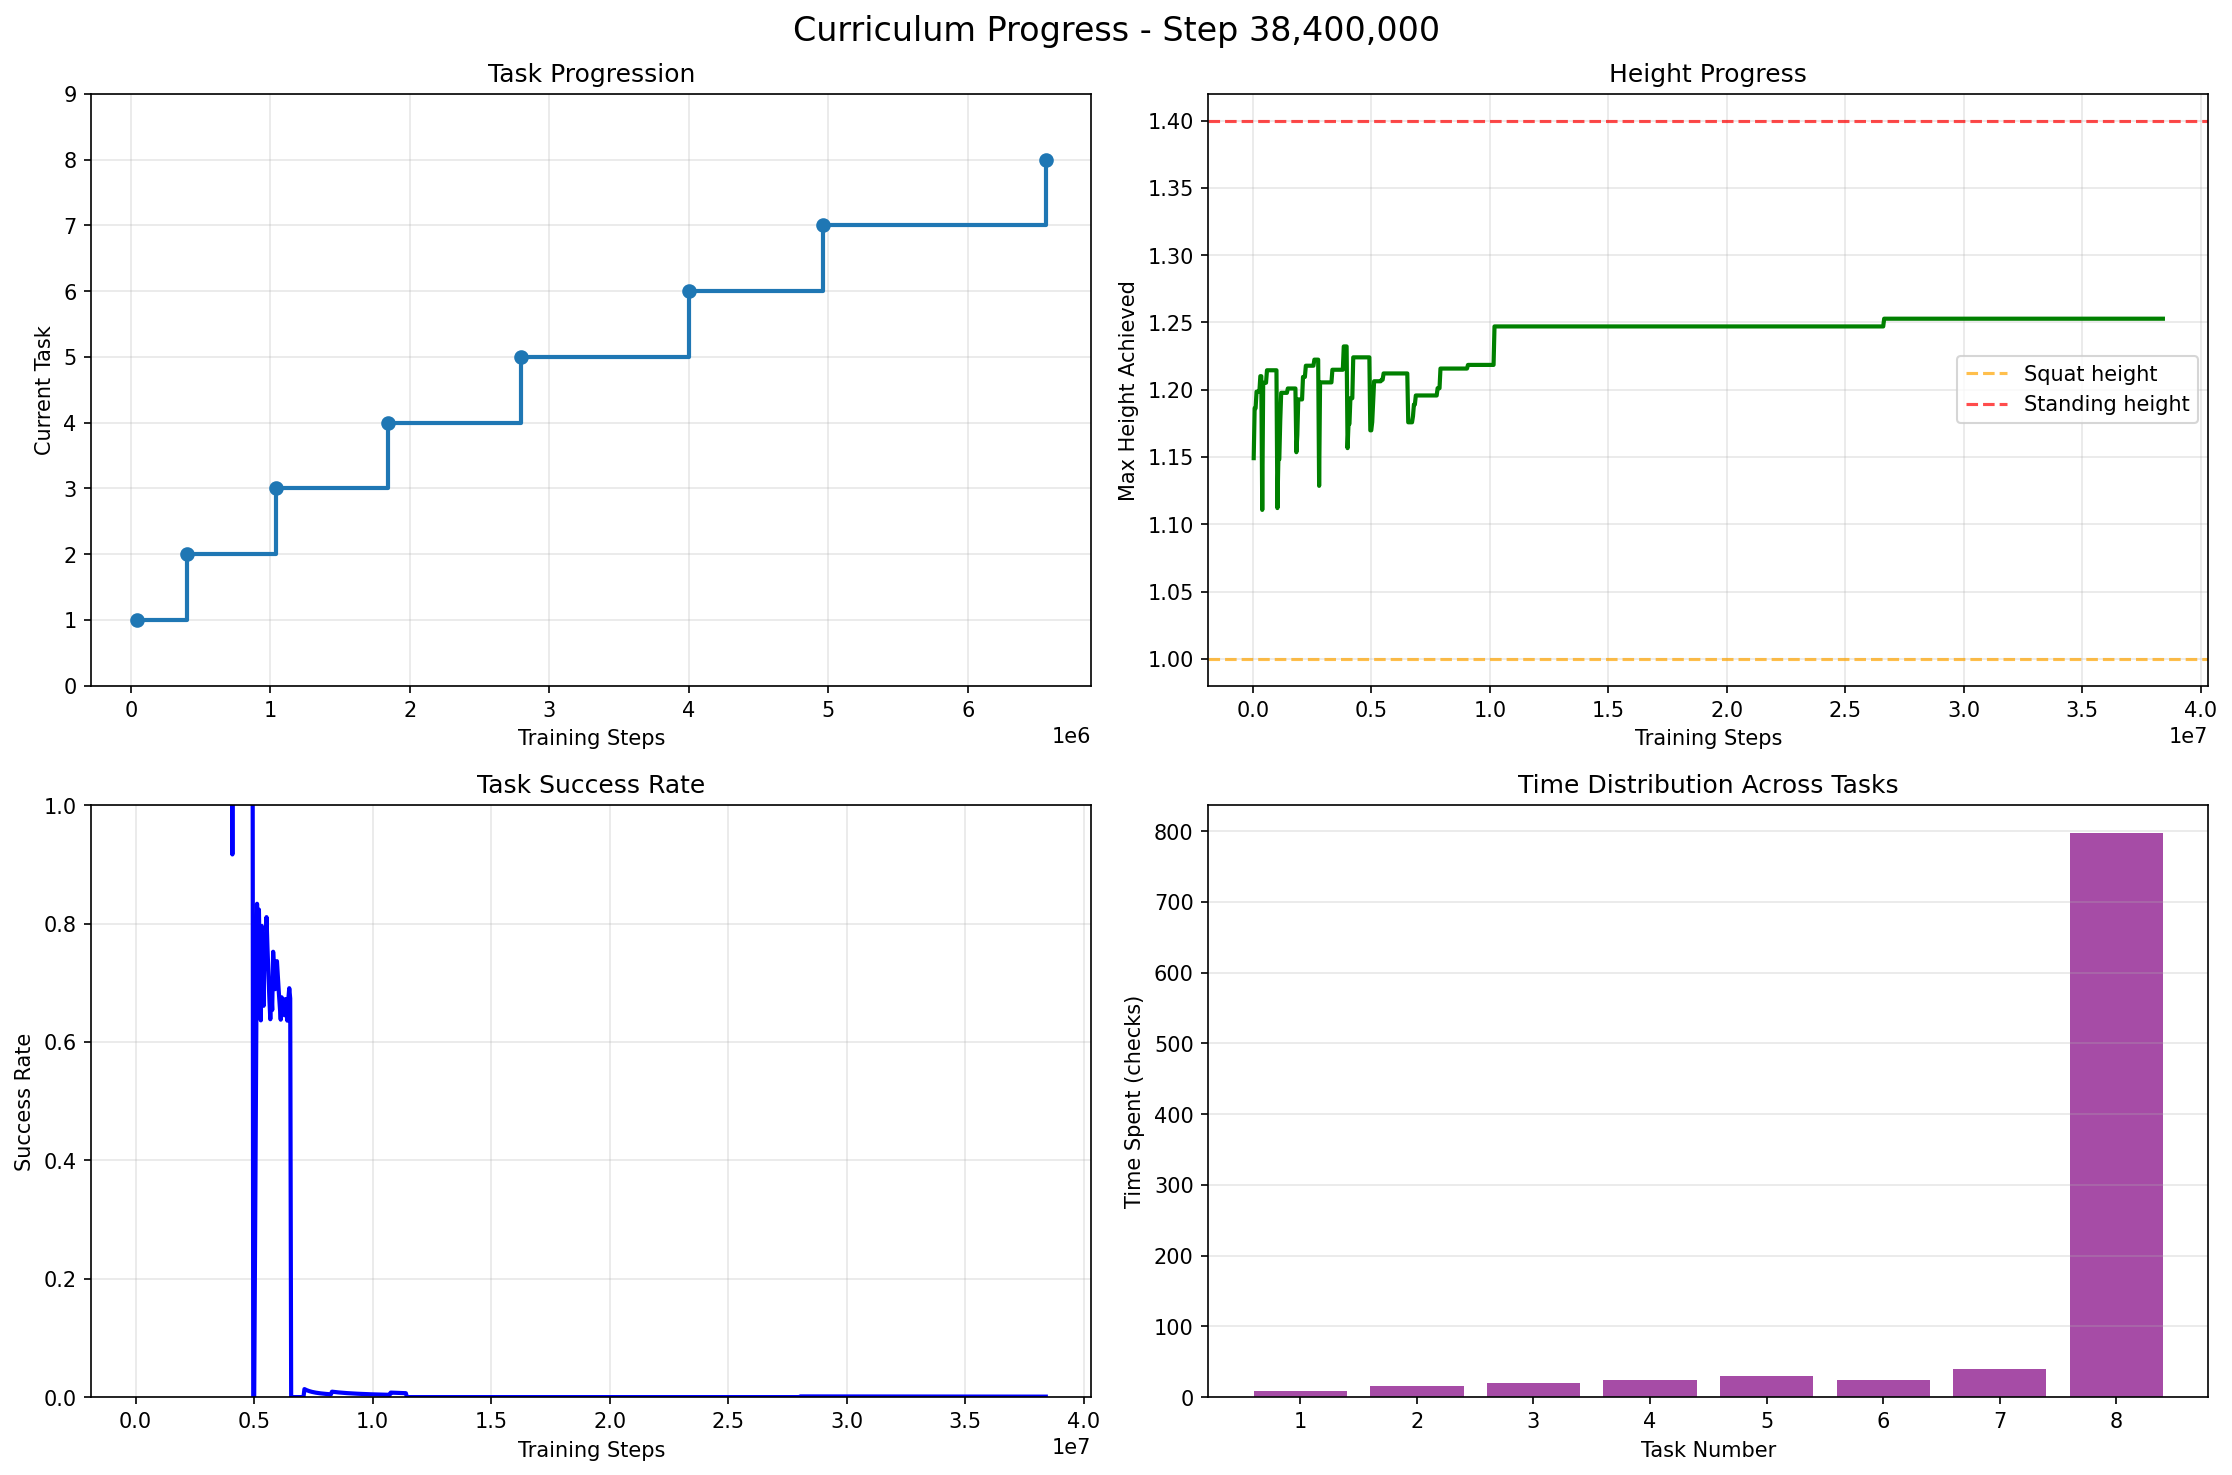 Curriculum Progress - Step 38,400,000
Task Progression
Current Task
9
8
7
6
5
4
3
2
1
0
0 1 2 3 4 5 6
1e6
Training Steps
Height Progress
Max Height Achieved
1.40
1.35
1.30
1.25
1.20
1.15
1.10
1.05
1.00
Squat height
Standing height
0.0 0.5 1.0 1.5 2.0 2.5 3.0 3.5 4.0
1e7
Training Steps
Task Success Rate
Success Rate
1.0
0.8
0.6
0.4
0.2
0.0
0.0 0.5 1.0 1.5 2.0 2.5 3.0 3.5 4.0
1e7
Training Steps
Time Distribution Across Tasks
Time Spent (checks)
800
700
600
500
400
300
200
100
0
1 2 3 4 5 6 7 8
Task Number